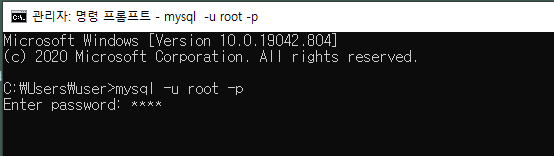 관리자: 명령 프롬프트 - mysql  -u root -p
Microsoft Windows [Version 10.0.19042.804]
(c) 2020 Microsoft Corporation. All rights reserved.
C:₩Users₩user>mysql -u root -p
Enter password: ****